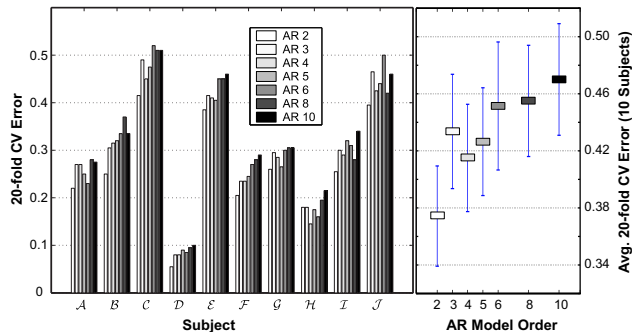 20-fold CV Error
0.5
0.4
0.3
0.2
0.1
0
AR 2
AR 3
AR 4
AR 5
AR 6
AR 8
AR 10
A B C D E F G H I J
Subject
0.50
0.46
0.42
0.38
0.34
Avg. 20-fold CV Error (10 Subjects)
2 3 4 5 6 8 10
AR Model Order